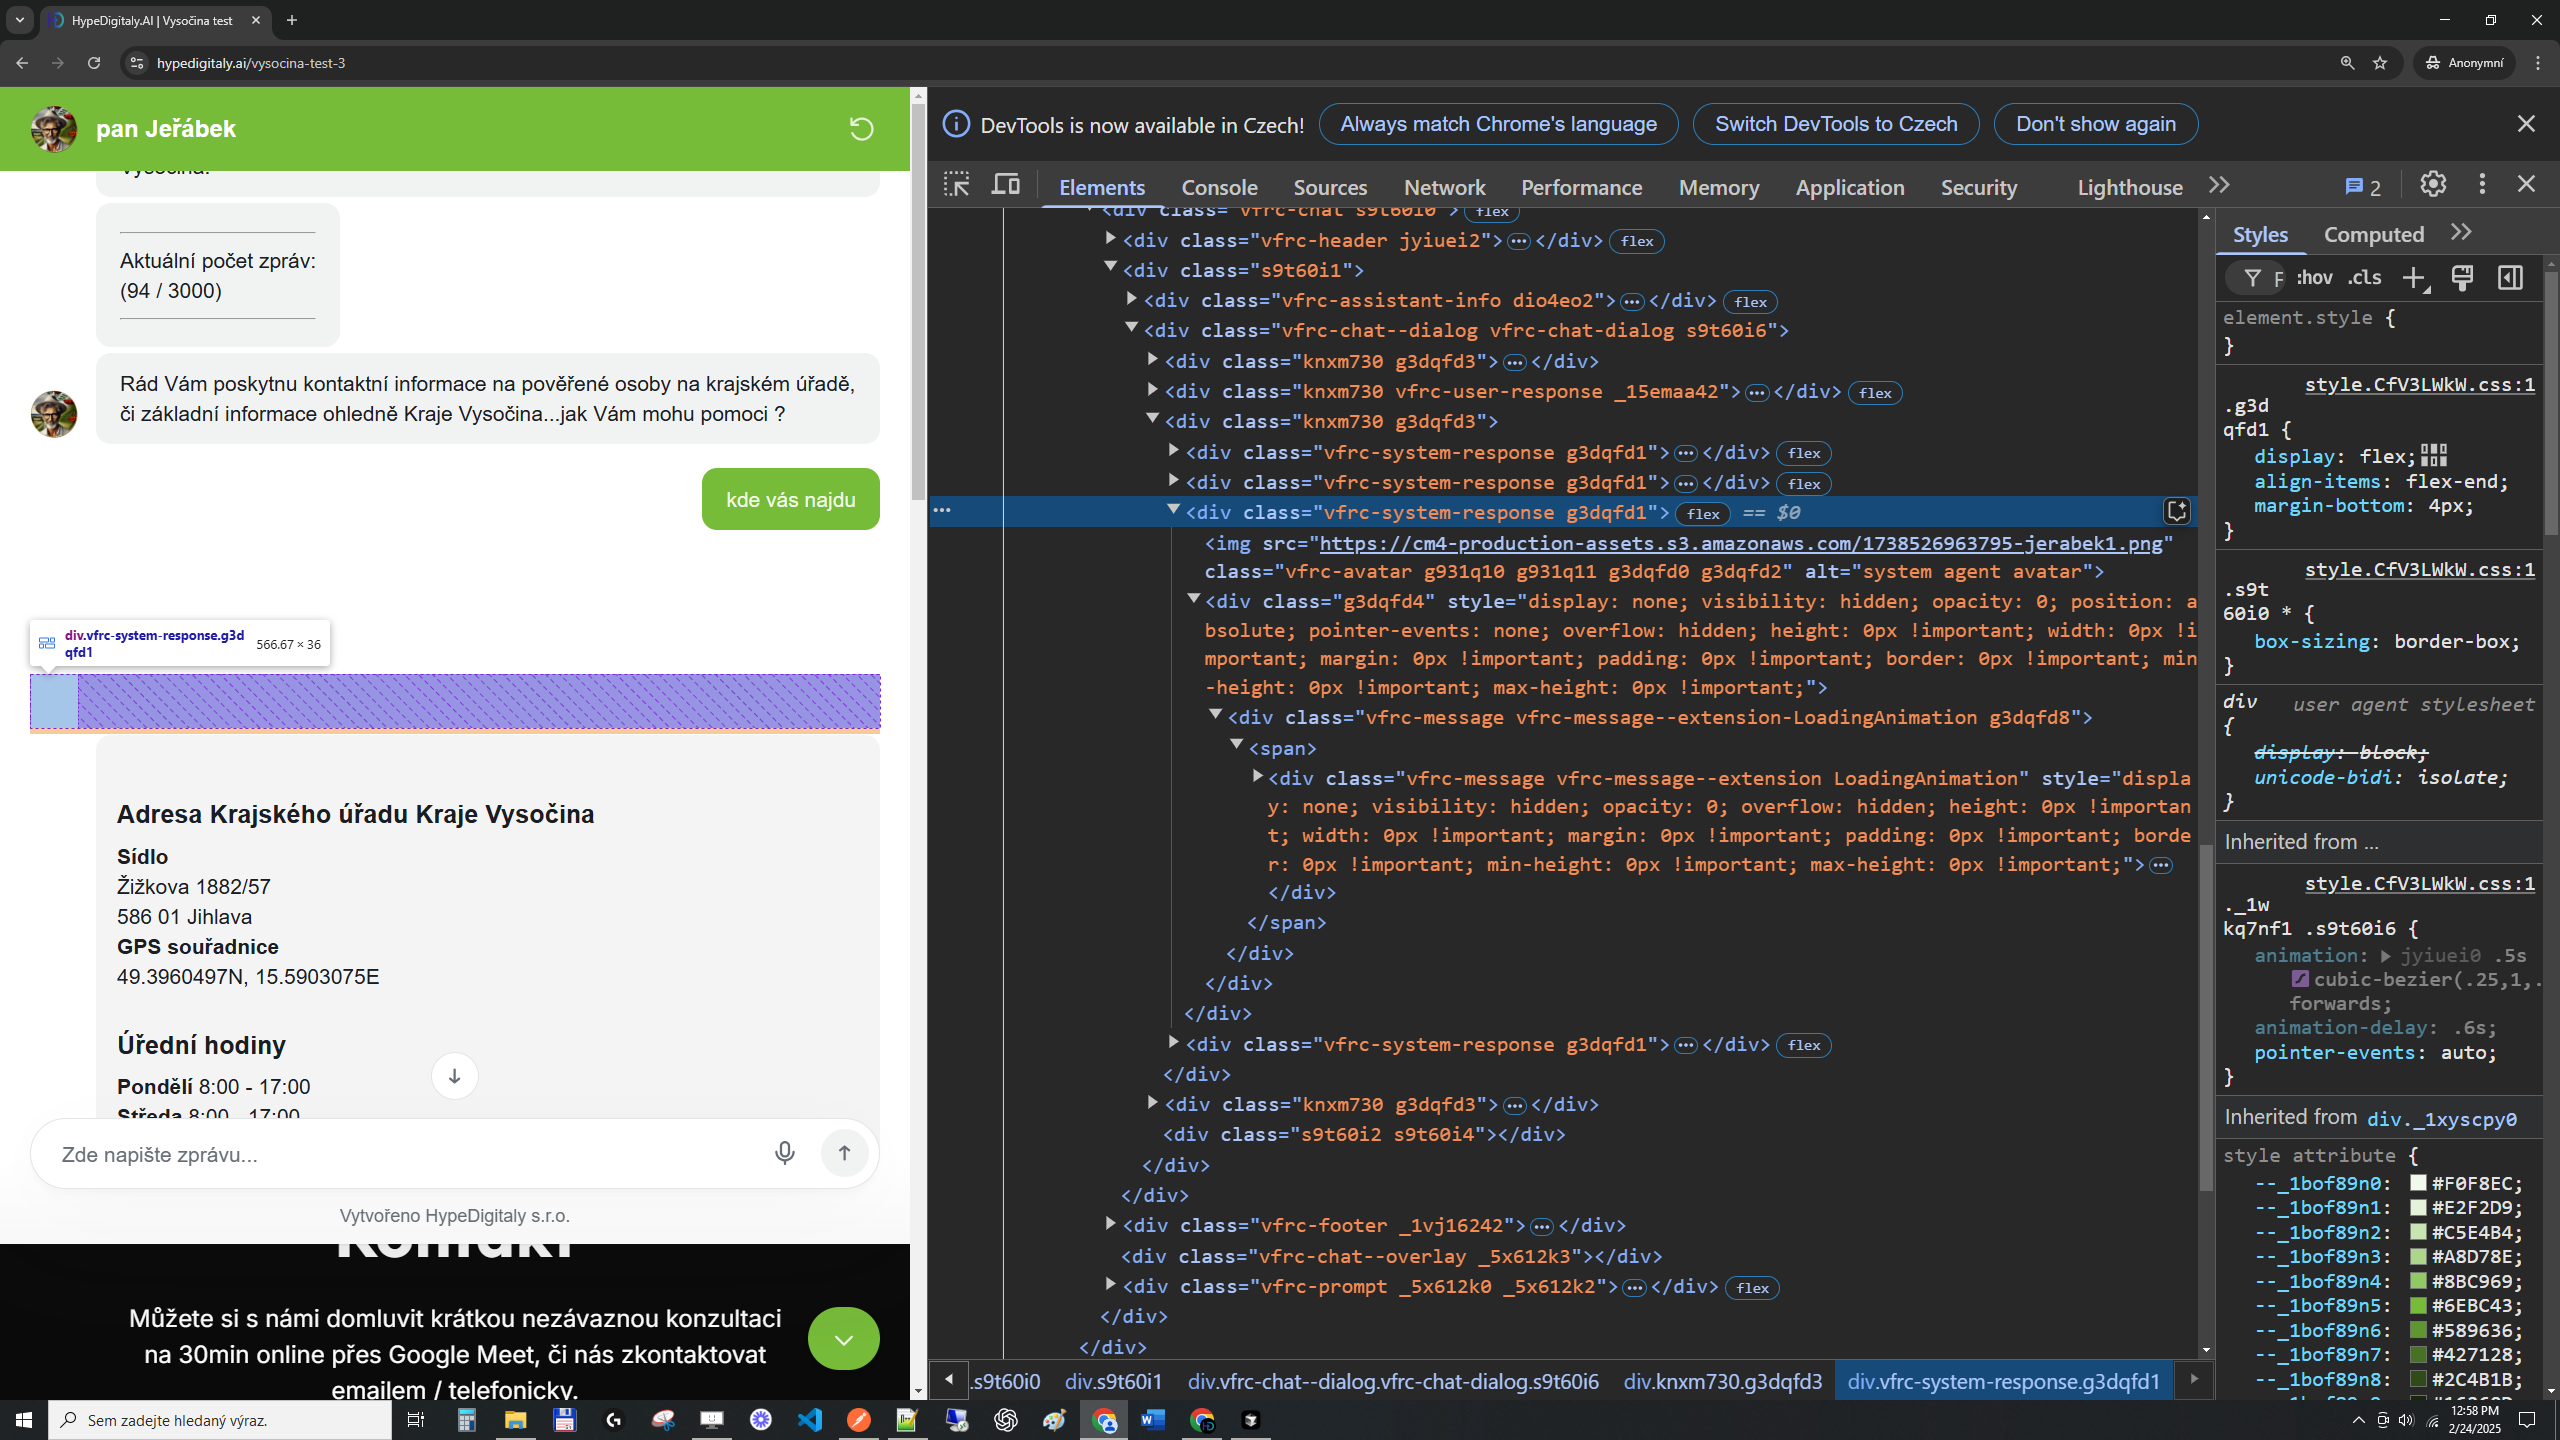 HypeDigitaly.AI | Vysočina test
hypedigitaly.ai/vysocina-test-3
Anonymní
pan Jeřábek
Vysočina.
Aktuální počet zpráv:
(94 / 3000)
Rád Vám poskytnu kontaktní informace na pověřené osoby na krajském úřadě,
či základní informace ohledně Kraje Vysočina...jak Vám mohu pomoci ?
kde vás najdu
div.vfrc-system-response.g3d
qfd1
566.67 × 36
Adresa Krajského úřadu Kraje Vysočina
Sídlo
Žižkova 1882/57
586 01 Jihlava
GPS souřadnice
49.3960497N, 15.5903075E
Úřední hodiny
Pondělí 8:00 - 17:00
Středa 8:00 - 17:00
Zde napište zprávu...
Vytvořeno HypeDigitaly s.r.o.
Kontakt
Můžete si s námi domluvit krátkou nezávaznou konzultaci
na 30min online přes Google Meet, či nás zkontaktovat
emailem / telefonicky.
DevTools is now available in Czech! Always match Chrome's language Switch DevTools to Czech Don't show again
Elements Console Sources Network Performance Memory Application Security Lighthouse 2
<div class="vfrc-chat s9t60i0"> flex
<div class="vfrc-header jyiuei2">…</div> flex
<div class="s9t60i1">
<div class="vfrc-assistant-info dio4eo2">…</div> flex
<div class="vfrc-chat--dialog vfrc-chat-dialog s9t60i6">
<div class="knxm730 g3dqfd3">…</div>
<div class="knxm730 vfrc-user-response _15emaa42">…</div> flex
<div class="knxm730 g3dqfd3">
<div class="vfrc-system-response g3dqfd1">…</div> flex
<div class="vfrc-system-response g3dqfd1">…</div> flex
<div class="vfrc-system-response g3dqfd1"> flex == $0
<img src="https://cm4-production-assets.s3.amazonaws.com/1738526963795-jerabek1.png"
class="vfrc-avatar g931q10 g931q11 g3dqfd0 g3dqfd2" alt="system agent avatar">
<div class="g3dqfd4" style="display: none; visibility: hidden; opacity: 0; position: a
bsolute; pointer-events: none; overflow: hidden; height: 0px !important; width: 0px !i
mportant; margin: 0px !important; padding: 0px !important; border: 0px !important; min
-height: 0px !important; max-height: 0px !important;">
<div class="vfrc-message vfrc-message--extension-LoadingAnimation g3dqfd8">
<span>
<div class="vfrc-message vfrc-message--extension LoadingAnimation" style="displa
y: none; visibility: hidden; opacity: 0; overflow: hidden; height: 0px !importan
t; width: 0px !important; margin: 0px !important; padding: 0px !important; borde
r: 0px !important; min-height: 0px !important; max-height: 0px !important;">…
</div>
</span>
</div>
</div>
</div>
<div class="vfrc-system-response g3dqfd1">…</div> flex
</div>
<div class="knxm730 g3dqfd3">…</div>
<div class="s9t60i2 s9t60i4"></div>
</div>
</div>
<div class="vfrc-footer _1vj16242">…</div>
<div class="vfrc-chat--overlay _5x612k3"></div>
<div class="vfrc-prompt _5x612k0 _5x612k2">…</div> flex
</div>
</div>
.s9t60i0 div.s9t60i1 div.vfrc-chat--dialog.vfrc-chat-dialog.s9t60i6 div.knxm730.g3dqfd3 div.vfrc-system-response.g3dqfd1
Styles Computed
F :hov .cls
element.style {
}
style.CfV3LWkW.css:1
.g3d
qfd1 {
display: flex;
align-items: flex-end;
margin-bottom: 4px;
}
style.CfV3LWkW.css:1
.s9t
60i0 * {
box-sizing: border-box;
}
div user agent stylesheet
{
display: block;
unicode-bidi: isolate;
}
Inherited from ...
style.CfV3LWkW.css:1
._1w
kq7nf1 .s9t60i6 {
animation: jyiuei0 .5s
cubic-bezier(.25,1,.
forwards;
animation-delay: .6s;
pointer-events: auto;
}
Inherited from div._1xyscpy0
style attribute {
--_1bof89n0: #F0F8EC;
--_1bof89n1: #E2F2D9;
--_1bof89n2: #C5E4B4;
--_1bof89n3: #A8D78E;
--_1bof89n4: #8BC969;
--_1bof89n5: #6EBC43;
--_1bof89n6: #589636;
--_1bof89n7: #427128;
--_1bof89n8: #2C4B1B;
Sem zadejte hledaný výraz.
12:58 PM
2/24/2025